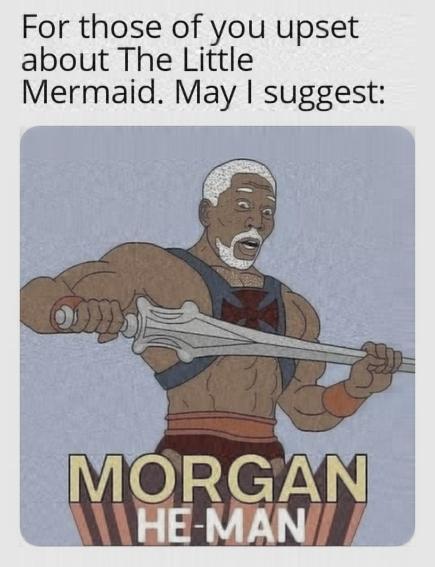 For those of you upset
about The Little
Mermaid. May I suggest:
MORGAN
HE-MAN